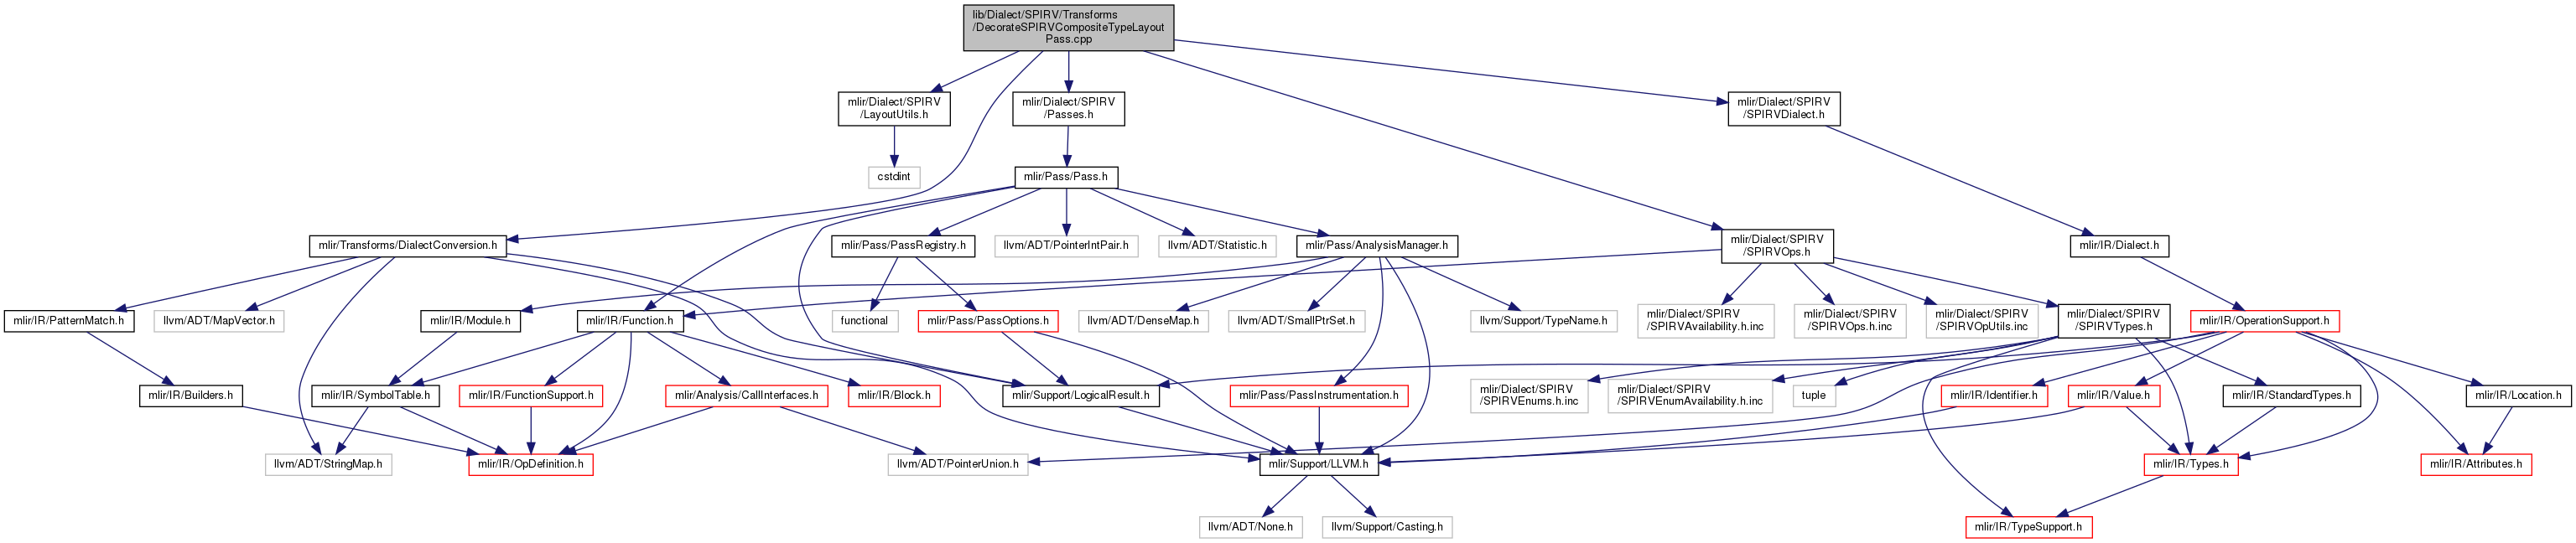 lib/Dialect/SPIRV/Transforms
/DecorateSPIRVCompositeTypeLayout
Pass.cpp
mlir/Dialect/SPIRV
/LayoutUtils.h
mlir/Dialect/SPIRV
/Passes.h
mlir/Dialect/SPIRV
/SPIRVDialect.h
cstdint
mlir/Pass/Pass.h
mlir/Transforms/DialectConversion.h
mlir/Pass/PassRegistry.h
llvm/ADT/PointerIntPair.h
llvm/ADT/Statistic.h
mlir/Pass/AnalysisManager.h
mlir/Dialect/SPIRV
/SPIRVOps.h
mlir/IR/Dialect.h
mlir/IR/PatternMatch.h
llvm/ADT/MapVector.h
mlir/IR/Module.h
mlir/IR/Function.h
functional
mlir/Pass/PassOptions.h
llvm/ADT/DenseMap.h
llvm/ADT/SmallPtrSet.h
llvm/Support/TypeName.h
mlir/Dialect/SPIRV
/SPIRVAvailability.h.inc
mlir/Dialect/SPIRV
/SPIRVOps.h.inc
mlir/Dialect/SPIRV
/SPIRVOpUtils.inc
mlir/Dialect/SPIRV
/SPIRVTypes.h
mlir/IR/OperationSupport.h
mlir/IR/Builders.h
mlir/IR/SymbolTable.h
mlir/IR/FunctionSupport.h
mlir/Analysis/CallInterfaces.h
mlir/IR/Block.h
mlir/Support/LogicalResult.h
mlir/Pass/PassInstrumentation.h
mlir/Dialect/SPIRV
/SPIRVEnums.h.inc
mlir/Dialect/SPIRV
/SPIRVEnumAvailability.h.inc
tuple
mlir/IR/Identifier.h
mlir/IR/Value.h
mlir/IR/StandardTypes.h
mlir/IR/Location.h
llvm/ADT/StringMap.h
mlir/IR/OpDefinition.h
llvm/ADT/PointerUnion.h
mlir/Support/LLVM.h
mlir/IR/Types.h
mlir/IR/Attributes.h
llvm/ADT/None.h
llvm/Support/Casting.h
mlir/IR/TypeSupport.h